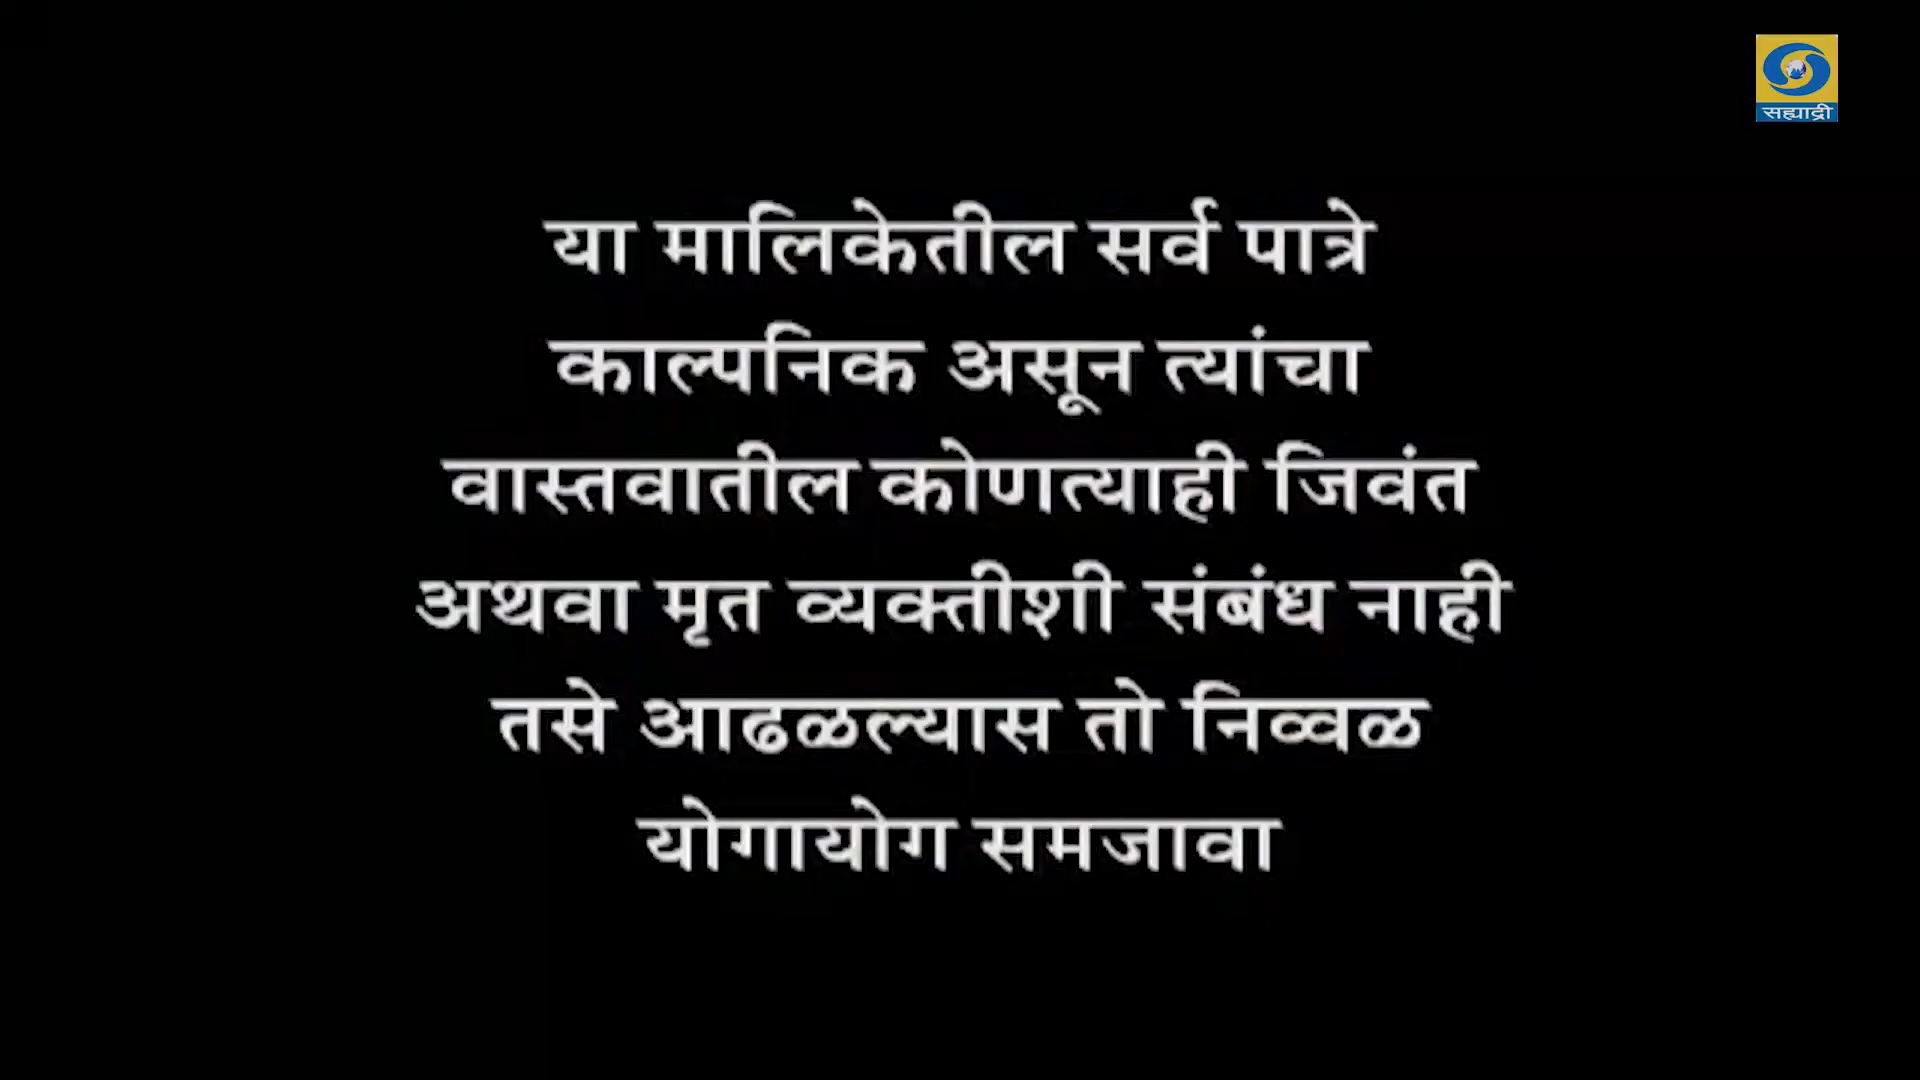 सह्याद्री
या मालिकेतील सर्व पात्रे
काल्पनिक असून त्यांचा
वास्तवातील कोणत्याही जिवंत
अथवा मृत व्यक्तीशी संबंध नाही
तसे आढळल्यास तो निव्वळ
योगायोग समजावा